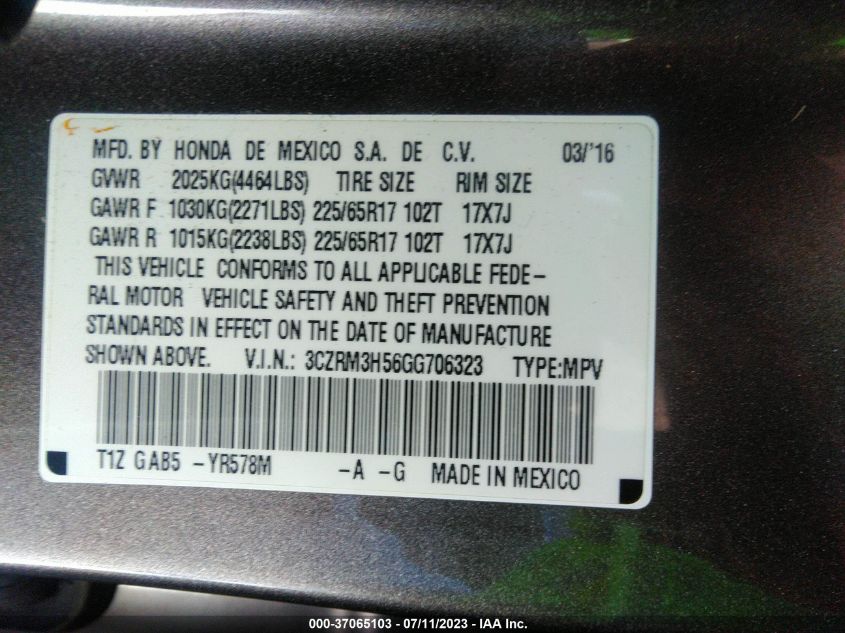 MFD. BY HONDA DE MEXICO S.A. DE C.V. 03/'16
GVWR 2025KG(4464LBS) TIRE SIZE RIM SIZE
GAWR F 1030KG(2271LBS) 225/65R17 102T 17X7J
GAWR R 1015KG(2238LBS) 225/65R17 102T 17X7J
THIS VEHICLE CONFORMS TO ALL APPLICABLE FEDE-
RAL MOTOR VEHICLE SAFETY AND THEFT PREVENTION
STANDARDS IN EFFECT ON THE DATE OF MANUFACTURE
SHOWN ABOVE. V.I.N.: 3CZRM3H56GG706323 TYPE:MPV
T1Z GAB5 -YR578M -A -G MADE IN MEXICO
000-37065103 - 07/11/2023 - IAA Inc.